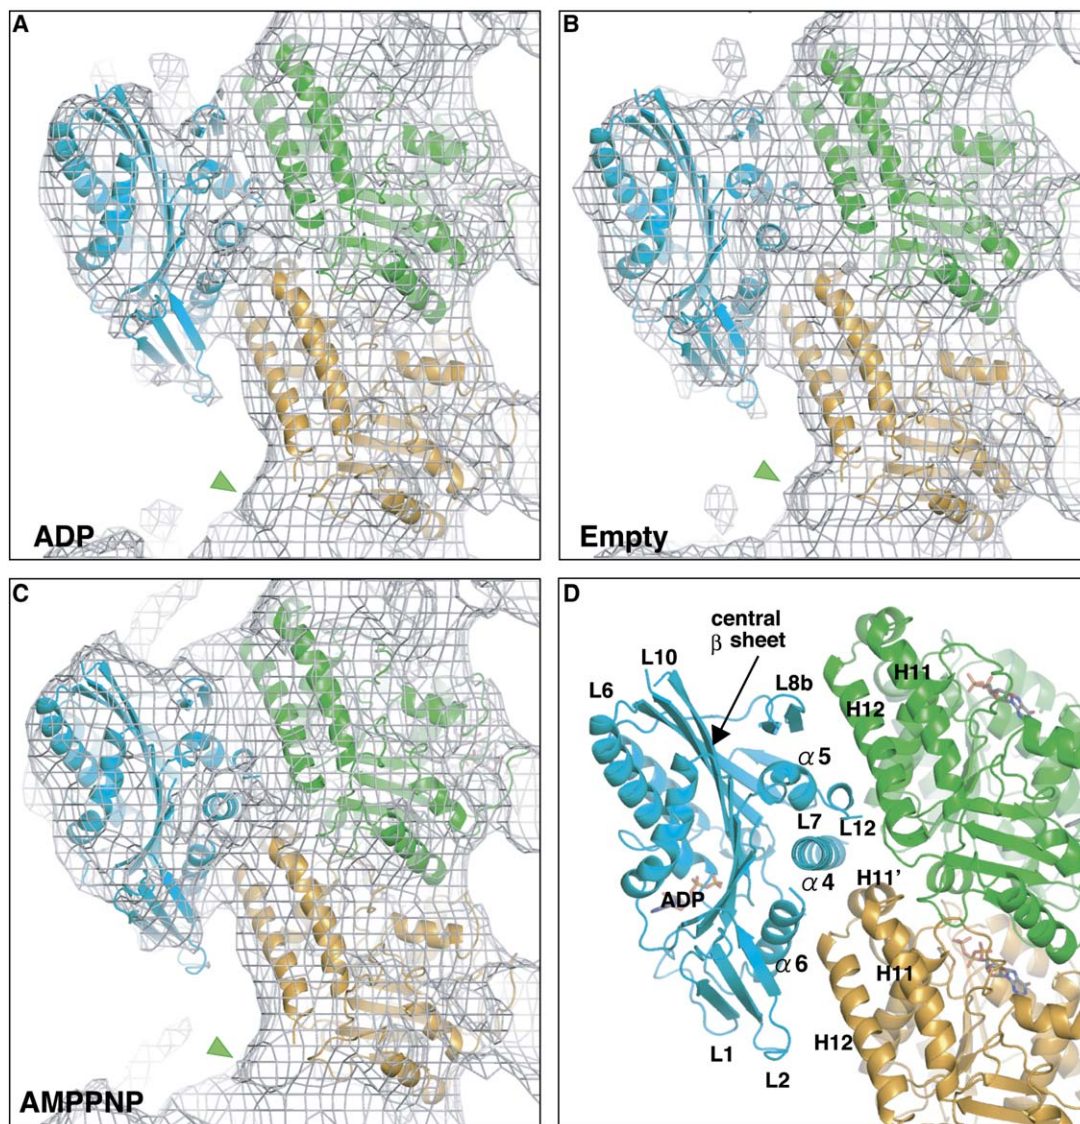 A
B
ADP
Empty
C
D
AMPPNP
central
β sheet
L10
L6
L8b
H11
H12
α5
L7
L12
α4
H11’
ADP
α6
H11
H12
L1
L2